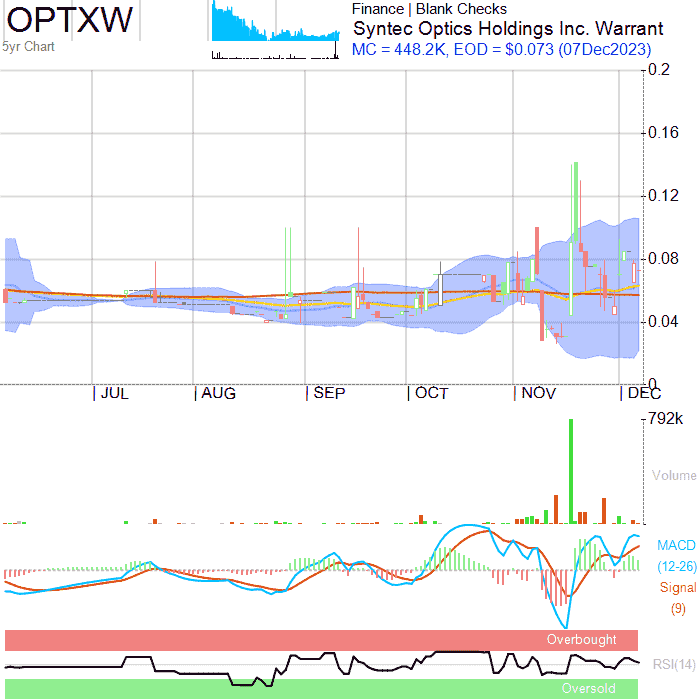 OPTXW
5yr Chart
Finance | Blank Checks
Syntec Optics Holdings Inc. Warrant
MC = 448.2K, EOD = $0.073 (07Dec2023)
0.2
0.16
0.12
0.08
0.04
0
JUL AUG SEP OCT NOV DEC
792k
Volume
MACD
(12-26)
Signal
(9)
Overbought
RSI(14)
Oversold